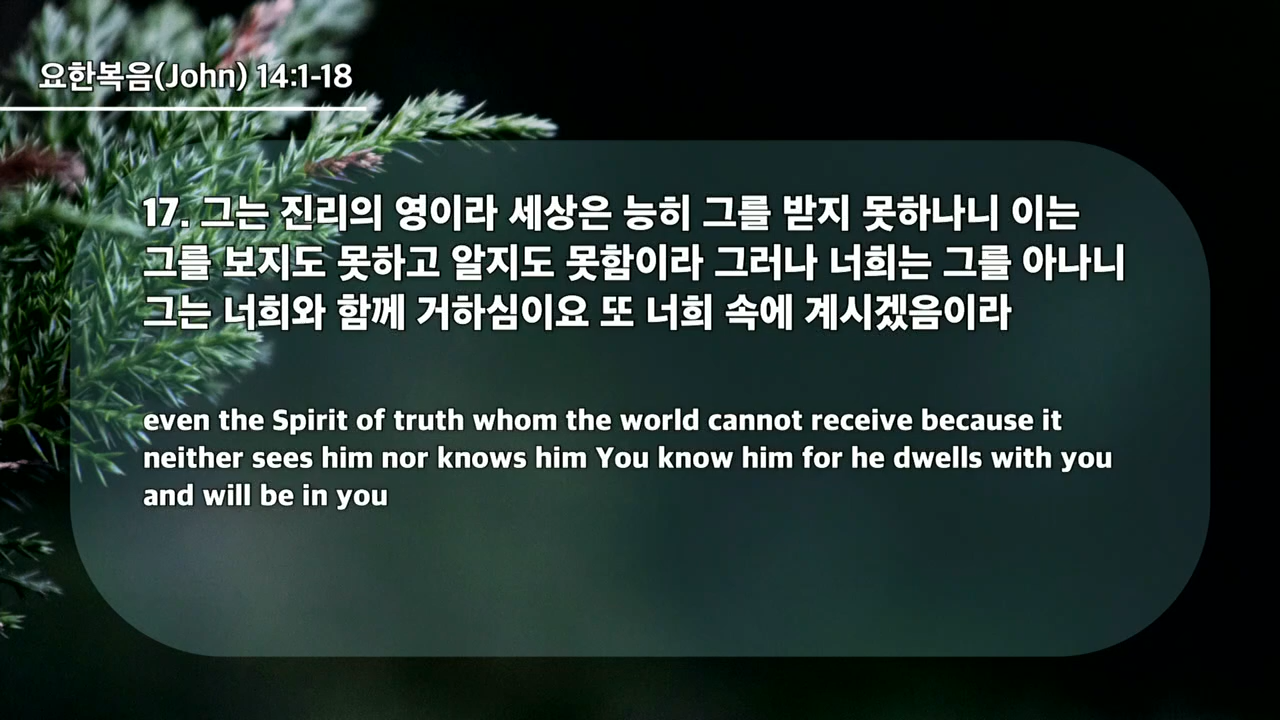 요한복음(John) 14:1-18
17. 그는 진리의 영이라 세상은 능히 그를 받지 못하나니 이는
그를 보지도 못하고 알지도 못함이라 그러나 너희는 그를 아나니
그는 너희와 함께 거하심이요 또 너희 속에 계시겠음이라
even the Spirit of truth whom the world cannot receive because it
neither sees him nor knows him You know him for he dwells with you
and will be in you